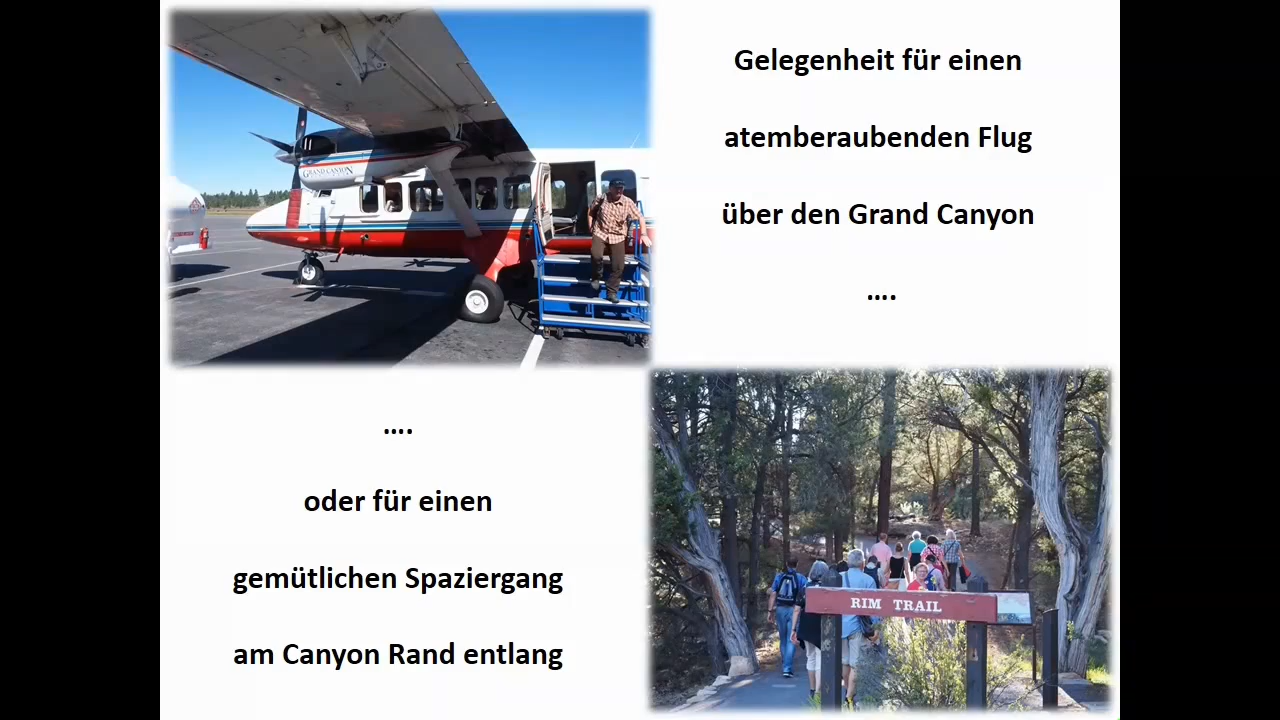 Gelegenheit für einen
atemberaubenden Flug
über den Grand Canyon
....
GRAND CANYON
....
oder für einen
gemütlichen Spaziergang
am Canyon Rand entlang
RIM TRAIL